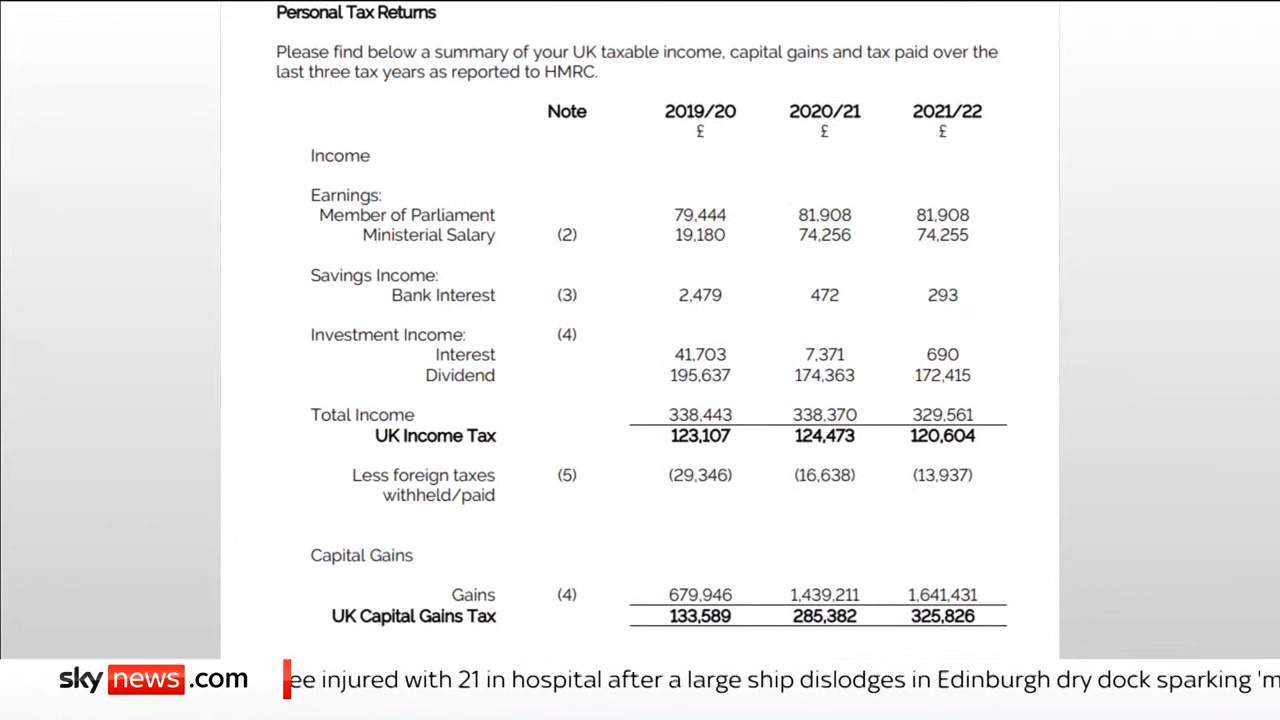 Personal Tax Returns
Please find below a summary of your UK taxable income, capital gains and tax paid over the
last three tax years as reported to HMRC.
Note 2019/20 2020/21 2021/22
£ £ £
Income
Earnings:
Member of Parliament 79,444 81,908 81,908
Ministerial Salary (2) 19,180 74,256 74,255
Savings Income:
Bank Interest (3) 2,479 472 293
Investment Income: (4)
Interest 41,703 7,371 690
Dividend 195,637 174,363 172,415
Total Income 338,443 338,370 329,561
UK Income Tax 123,107 124,473 120,604
Less foreign taxes (5) (29,346) (16,638) (13,937)
withheld/paid
Capital Gains
Gains (4) 679,946 1,439,211 1,641,431
UK Capital Gains Tax 133,589 285,382 325,826
sky news .com ee injured with 21 in hospital after a large ship dislodges in Edinburgh dry dock sparking 'm